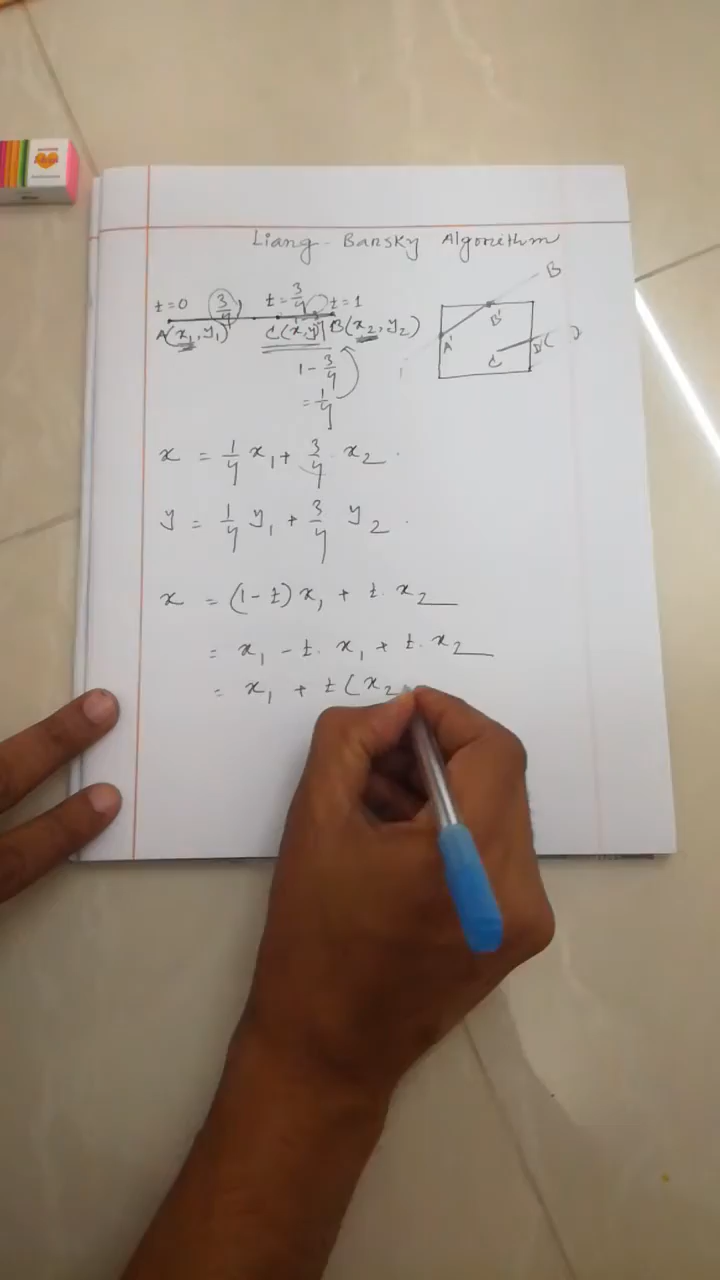 Liang - Barsky Algorithm
t=0 3/4 t=3/4 t=1
A(x₁, y₁) C(x, y) B(x₂, y₂)
1 - 3/4
= 1/4
B
B'
A'
C
D'
x = 1/4 x₁ + 3/4 . x₂ .
y = 1/4 y₁ + 3/4 y₂ .
x = (1-t) x₁ + t. x₂
= x₁ - t. x₁ + t. x₂
= x₁ + t (x₂